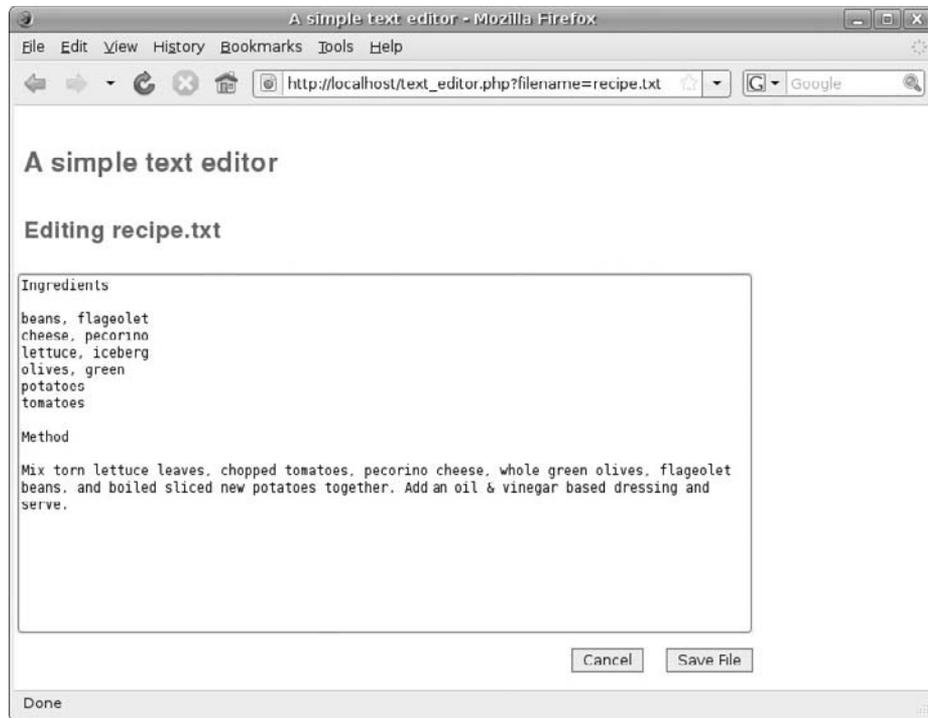 A simple text editor - Mozilla Firefox
File Edit View History Bookmarks Tools Help
http://localhost/text_editor.php?filename=recipe.txt G Google
A simple text editor
Editing recipe.txt
Ingredients
beans, flageolet
cheese, pecorino
lettuce, iceberg
olives, green
potatoes
tomatoes
Method
Mix torn lettuce leaves, chopped tomatoes, pecorino cheese, whole green olives, flageolet
beans, and boiled sliced new potatoes together. Add an oil & vinegar based dressing and
serve.
Cancel Save File
Done